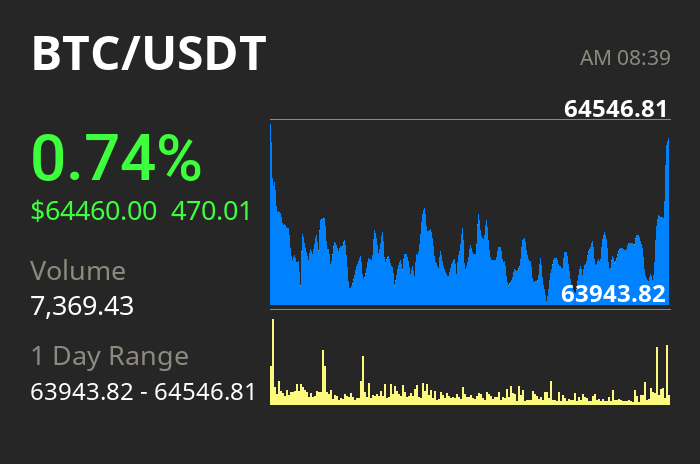 BTC/USDT
AM 08:39
64546.81
0.74%
$64460.00 470.01
Volume
7,369.43
63943.82
1 Day Range
63943.82 - 64546.81